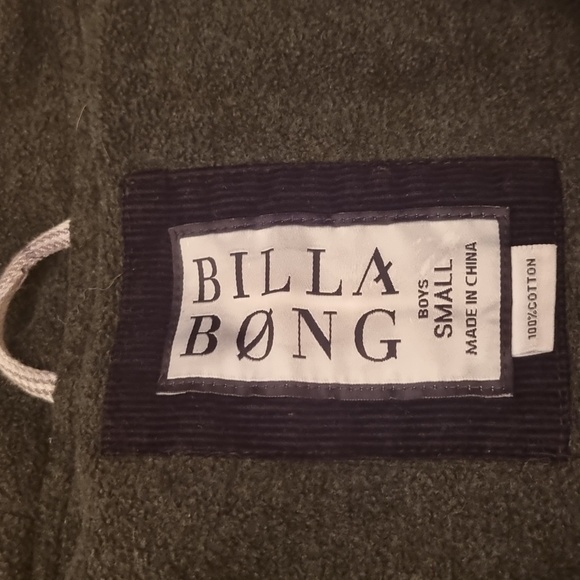 BILLA
BØNG
BOYS
SMALL
MADE IN CHINA
100%COTTON